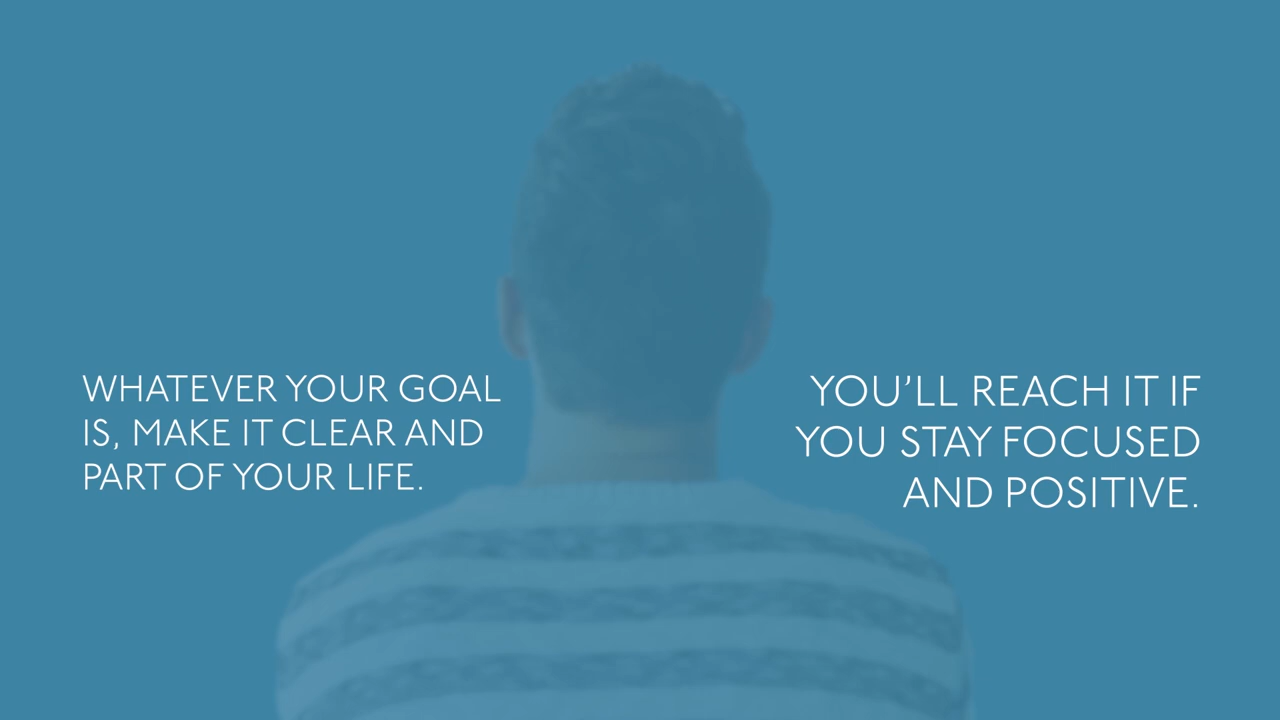 WHATEVER YOUR GOAL
IS, MAKE IT CLEAR AND
PART OF YOUR LIFE.
YOU’LL REACH IT IF
YOU STAY FOCUSED
AND POSITIVE.